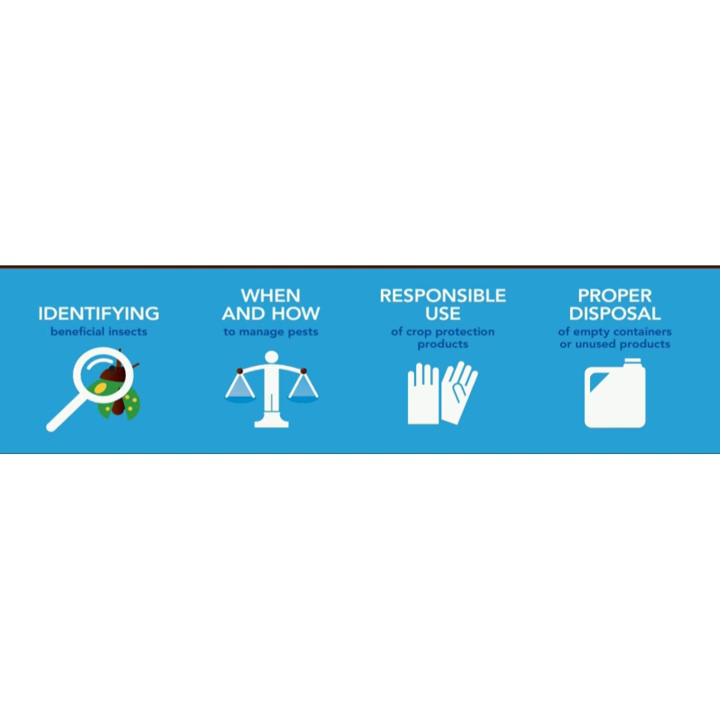 IDENTIFYING
beneficial insects
WHEN
AND HOW
to manage pests
RESPONSIBLE
USE
of crop protection
products
PROPER
DISPOSAL
of empty containers
or unused products